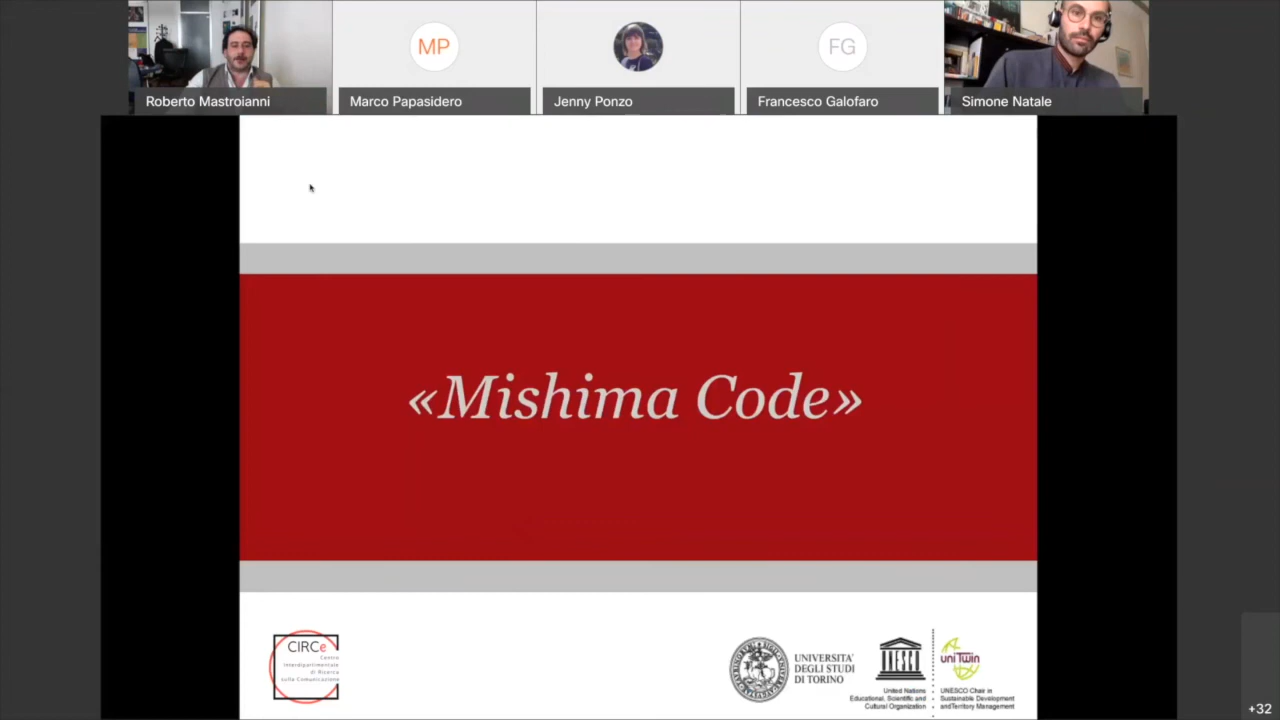 MP
FG
Roberto Mastroianni
Marco Papasidero
Jenny Ponzo
Francesco Galofaro
Simone Natale
«Mishima Code»
CIRCe
Centro
Interdipartimentale
di Ricerca
sulla Comunicazione
UNIVERSITA'
DEGLI STUDI
DI TORINO
UNESCO
United Nations
Educational, Scientific and
Cultural Organization
uniTwin
UNESCO Chair in
Sustainable Development
andTerritory Management
+32